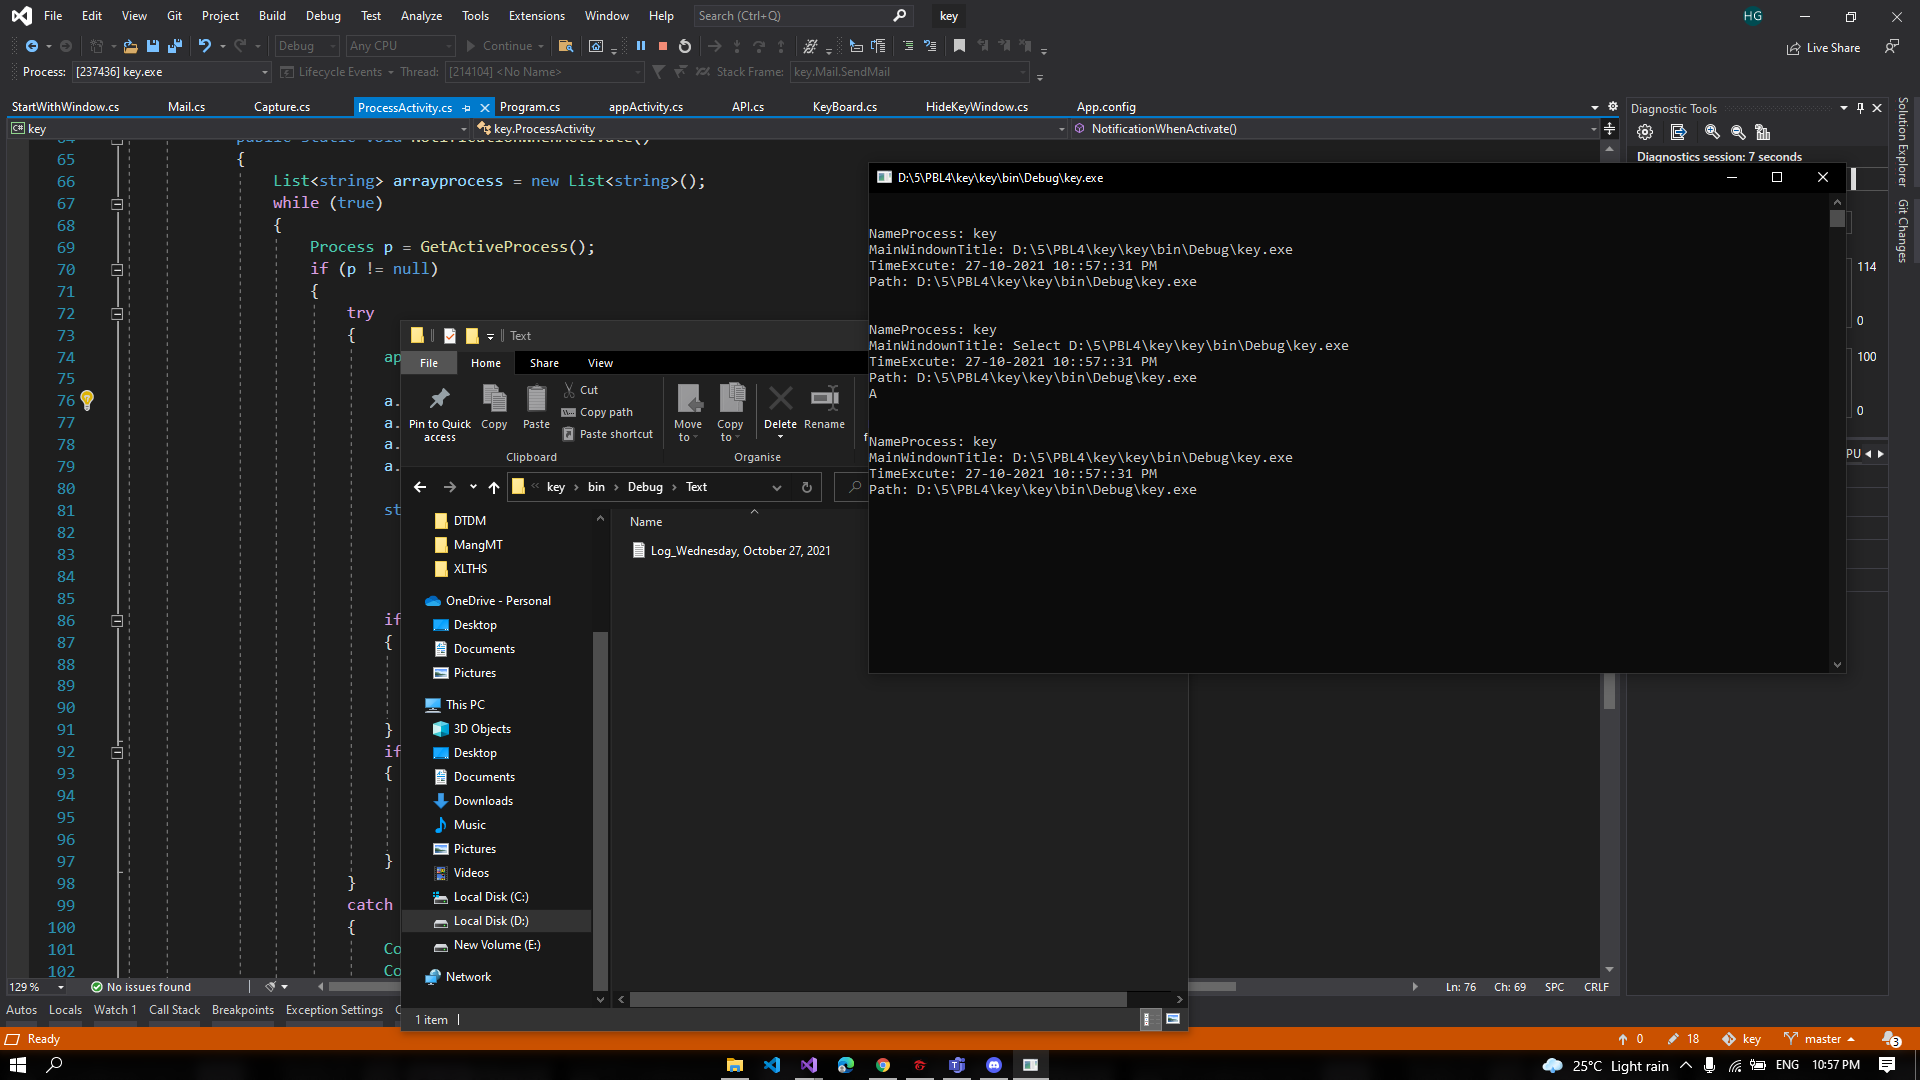 File Edit View Git Project Build Debug Test Analyze Tools Extensions Window Help Search (Ctrl+Q) key HG
Debug Any CPU Continue Live Share
Process: [237436] key.exe Lifecycle Events Thread: [214104] <No Name> Stack Frame: key.Mail.SendMail
StartWithWindow.cs Mail.cs Capture.cs ProcessActivity.cs Program.cs appActivity.cs API.cs KeyBoard.cs HideKeyWindow.cs App.config
C# key key.ProcessActivity NotificationWhenActivate()
64 public static void NotificationWhenActivate()
65 {
66 List<string> arrayprocess = new List<string>();
67 while (true)
68 {
69 Process p = GetActiveProcess();
70 if (p != null)
71 {
72 try
73 {
74 ap
75
76 a.
77 a.
78 a.
79 a.
80
81 st
82
83
84
85
86 if
87 {
88
89
90
91 }
92 if
93 {
94
95
96
97 }
98 }
99 catch
100 {
101 Co
102 Co
129 % No issues found Ln: 76 Ch: 69 SPC CRLF
Autos Locals Watch 1 Call Stack Breakpoints Exception Settings C
Ready 0 18 key master 3
Text
File Home Share View
Pin to Quick access Copy Paste Cut Copy path Paste shortcut Move to Copy to Delete Rename
Clipboard Organise
key bin Debug Text
DTDM
MangMT
XLTHS
OneDrive - Personal
Desktop
Documents
Pictures
This PC
3D Objects
Desktop
Documents
Downloads
Music
Pictures
Videos
Local Disk (C:)
Local Disk (D:)
New Volume (E:)
Network
Name
Log_Wednesday, October 27, 2021
1 item
D:\5\PBL4\key\key\bin\Debug\key.exe
NameProcess: key
MainWindownTitle: D:\5\PBL4\key\key\bin\Debug\key.exe
TimeExcute: 27-10-2021 10::57::31 PM
Path: D:\5\PBL4\key\key\bin\Debug\key.exe
NameProcess: key
MainWindownTitle: Select D:\5\PBL4\key\key\bin\Debug\key.exe
TimeExcute: 27-10-2021 10::57::31 PM
Path: D:\5\PBL4\key\key\bin\Debug\key.exe
A
NameProcess: key
MainWindownTitle: D:\5\PBL4\key\key\bin\Debug\key.exe
TimeExcute: 27-10-2021 10::57::31 PM
Path: D:\5\PBL4\key\key\bin\Debug\key.exe
Diagnostic Tools
Diagnostics session: 7 seconds
114
0
100
0
PU
Solution Explorer
Git Changes
25°C Light rain ENG 10:57 PM